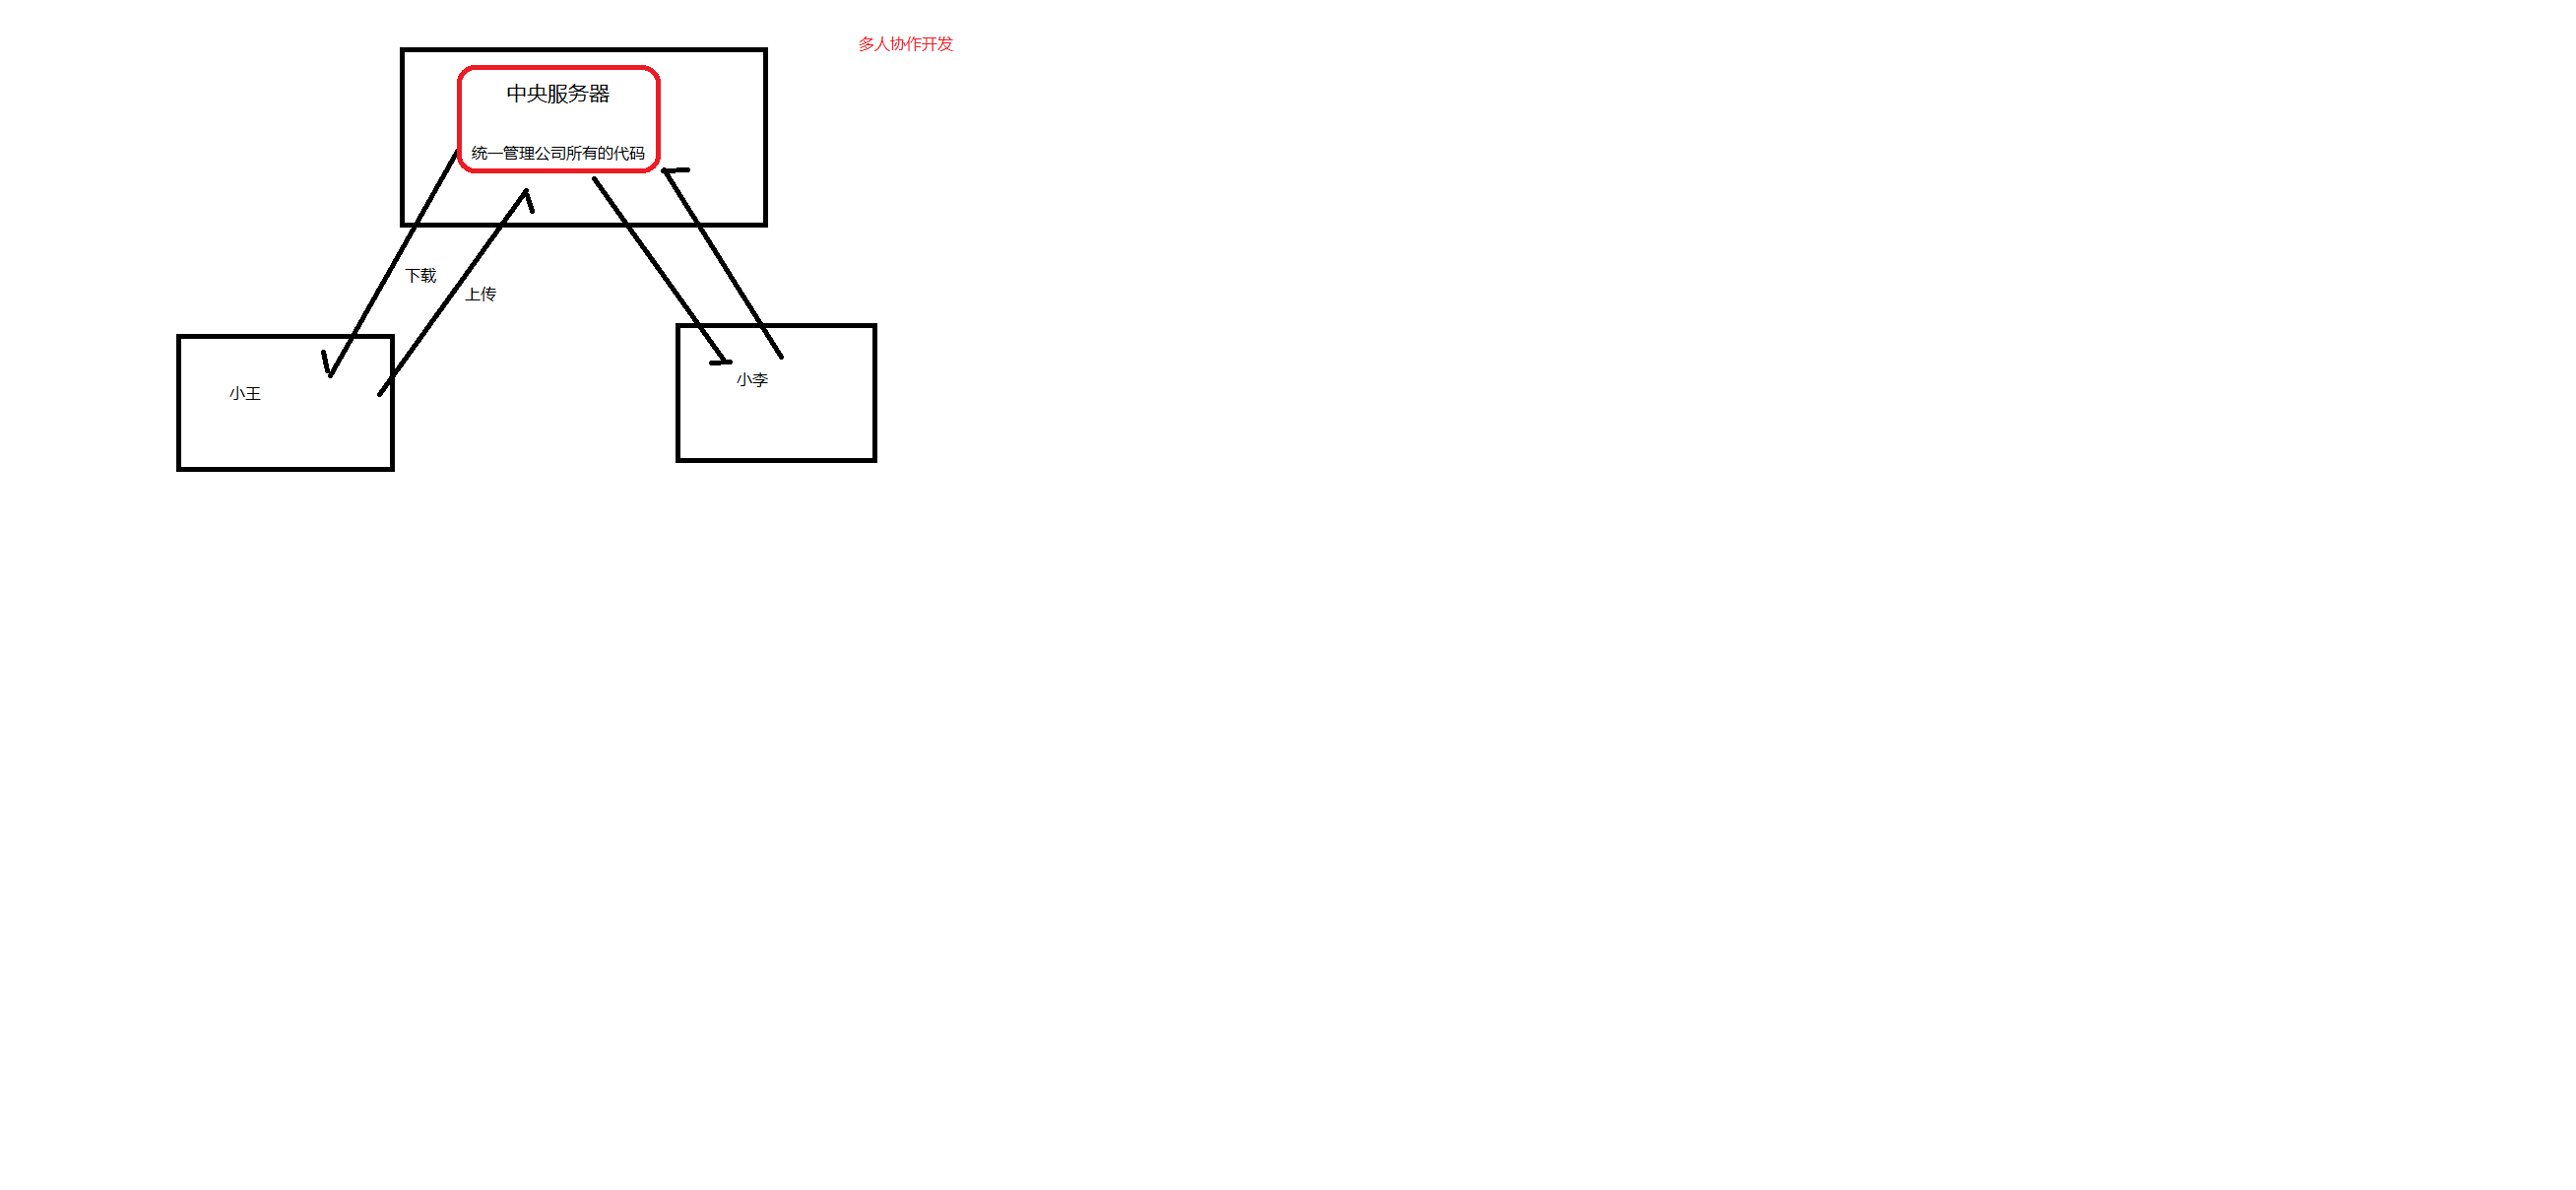 多人协作开发
中央服务器
统一管理公司所有的代码
下载
上传
小王
小李